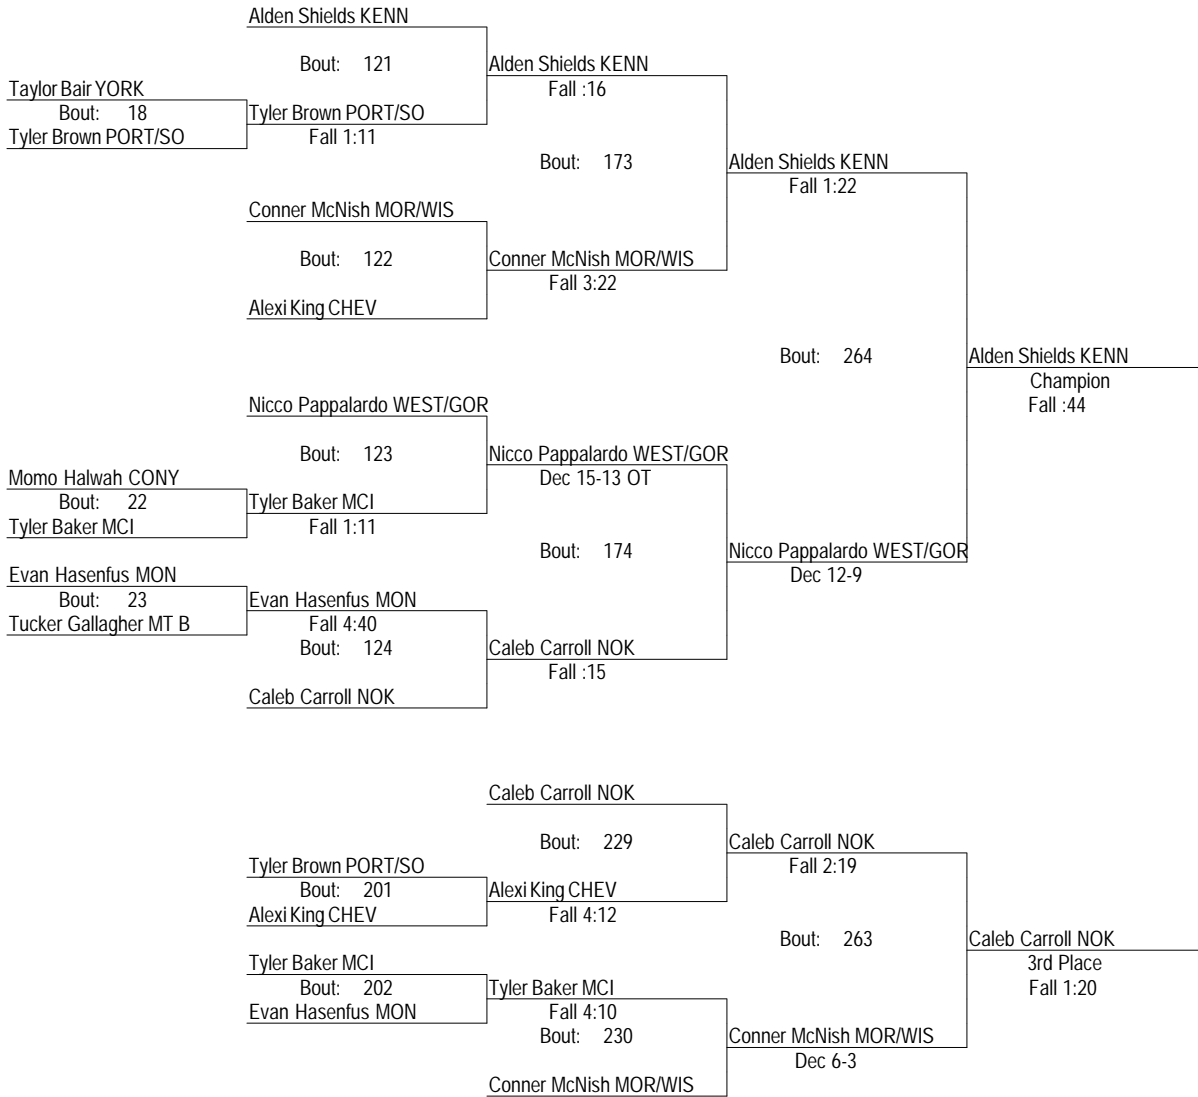 Alden Shields KENN
Bout: 121
Alden Shields KENN
Fall :16
Taylor Bair YORK
Bout: 18
Tyler Brown PORT/SO
Tyler Brown PORT/SO
Fall 1:11
Bout: 173
Alden Shields KENN
Fall 1:22
Conner McNish MOR/WIS
Bout: 122
Conner McNish MOR/WIS
Fall 3:22
Alexi King CHEV
Bout: 264
Alden Shields KENN
Champion
Fall :44
Nicco Pappalardo WEST/GOR
Bout: 123
Nicco Pappalardo WEST/GOR
Dec 15-13 OT
Momo Halwah CONY
Bout: 22
Tyler Baker MCI
Tyler Baker MCI
Fall 1:11
Bout: 174
Nicco Pappalardo WEST/GOR
Dec 12-9
Evan Hasenfus MON
Bout: 23
Tucker Gallagher MT B
Evan Hasenfus MON
Fall 4:40
Bout: 124
Caleb Carroll NOK
Fall :15
Caleb Carroll NOK
Caleb Carroll NOK
Bout: 229
Caleb Carroll NOK
Fall 2:19
Tyler Brown PORT/SO
Bout: 201
Alexi King CHEV
Alexi King CHEV
Fall 4:12
Bout: 263
Caleb Carroll NOK
3rd Place
Fall 1:20
Tyler Baker MCI
Bout: 202
Evan Hasenfus MON
Tyler Baker MCI
Fall 4:10
Bout: 230
Conner McNish MOR/WIS
Dec 6-3
Conner McNish MOR/WIS